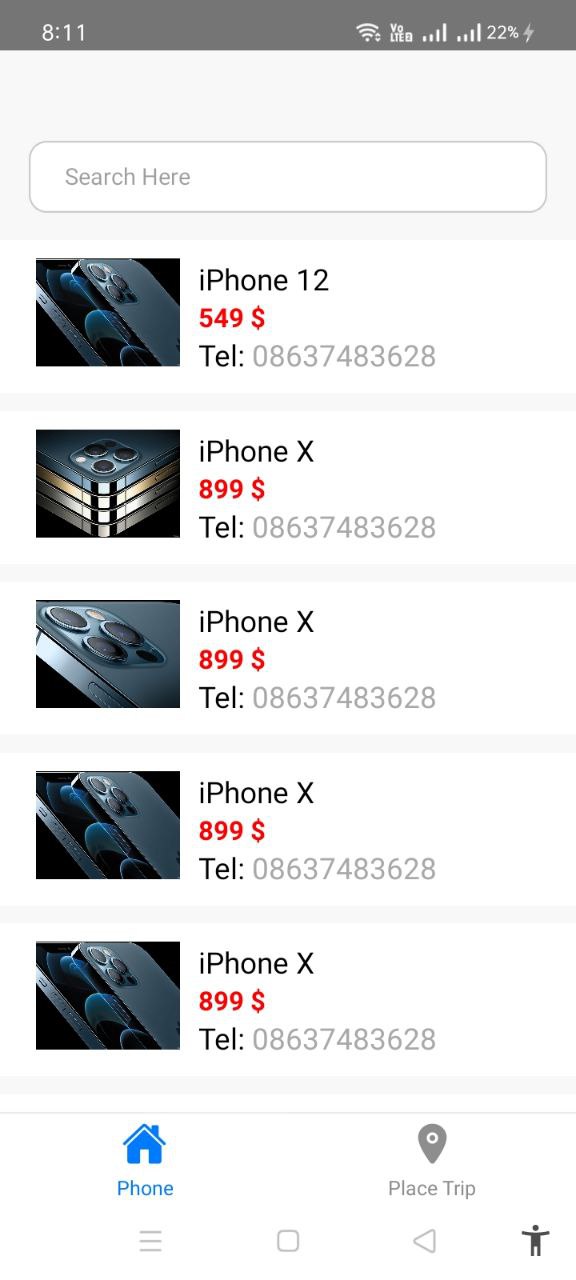 8:11
Vo
LTE2
22%
Search Here
iPhone 12
549 $
Tel: 08637483628
iPhone X
899 $
Tel: 08637483628
iPhone X
899 $
Tel: 08637483628
iPhone X
899 $
Tel: 08637483628
iPhone X
899 $
Tel: 08637483628
Phone
Place Trip